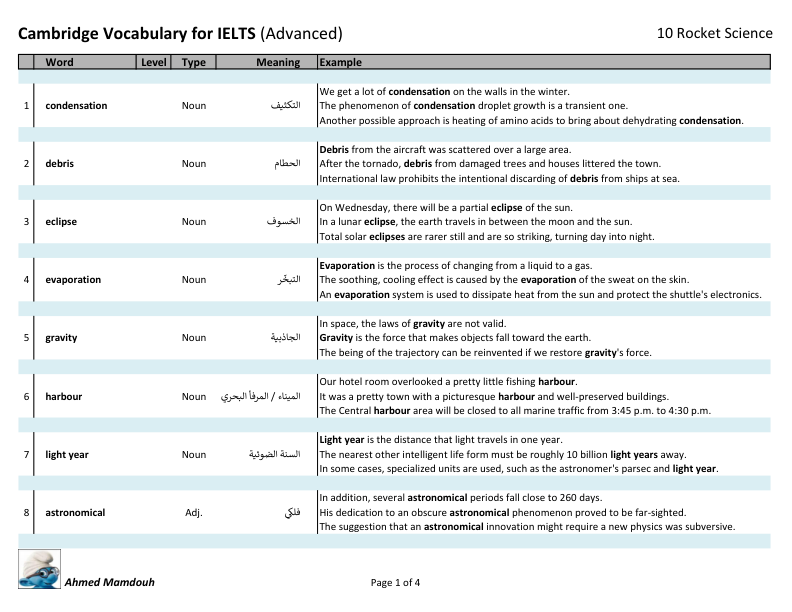 Cambridge Vocabulary for IELTS (Advanced)
10 Rocket Science
Word Level Type Meaning Example
1 condensation Noun التكثيف
We get a lot of condensation on the walls in the winter.
The phenomenon of condensation droplet growth is a transient one.
Another possible approach is heating of amino acids to bring about dehydrating condensation.
2 debris Noun الحطام
Debris from the aircraft was scattered over a large area.
After the tornado, debris from damaged trees and houses littered the town.
International law prohibits the intentional discarding of debris from ships at sea.
3 eclipse Noun الخسوف
On Wednesday, there will be a partial eclipse of the sun.
In a lunar eclipse, the earth travels in between the moon and the sun.
Total solar eclipses are rarer still and are so striking, turning day into night.
4 evaporation Noun التبخّر
Evaporation is the process of changing from a liquid to a gas.
The soothing, cooling effect is caused by the evaporation of the sweat on the skin.
An evaporation system is used to dissipate heat from the sun and protect the shuttle's electronics.
5 gravity Noun الجاذبية
In space, the laws of gravity are not valid.
Gravity is the force that makes objects fall toward the earth.
The being of the trajectory can be reinvented if we restore gravity's force.
6 harbour Noun الميناء / المرفأ البحري
Our hotel room overlooked a pretty little fishing harbour.
It was a pretty town with a picturesque harbour and well-preserved buildings.
The Central harbour area will be closed to all marine traffic from 3:45 p.m. to 4:30 p.m.
7 light year Noun السنة الضوئية
Light year is the distance that light travels in one year.
The nearest other intelligent life form must be roughly 10 billion light years away.
In some cases, specialized units are used, such as the astronomer's parsec and light year.
8 astronomical Adj. فلكي
In addition, several astronomical periods fall close to 260 days.
His dedication to an obscure astronomical phenomenon proved to be far-sighted.
The suggestion that an astronomical innovation might require a new physics was subversive.
Ahmed Mamdouh
Page 1 of 4